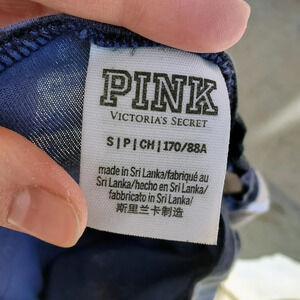 PINK
VICTORIA'S SECRET
S | P | CH | 170/88A
made in Sri Lanka/fabriqué au
Sri Lanka/hecho en Sri Lanka/
fabbricato in Sri Lanka/
斯里兰卡制造